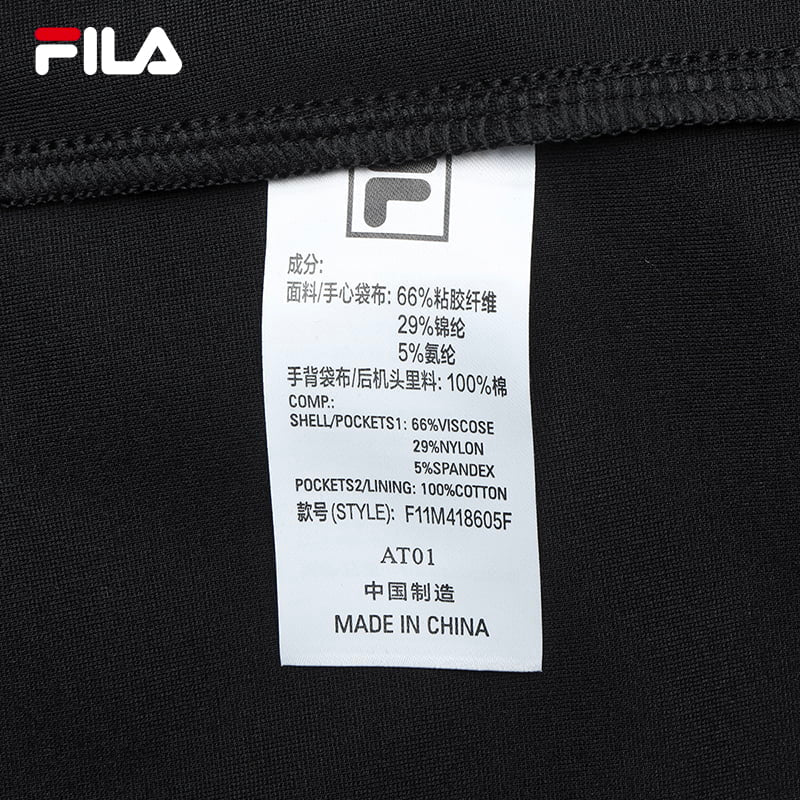 FILA
F
成分:
面料/手心袋布: 66%粘胶纤维
29%锦纶
5%氨纶
手背袋布/后机头里料: 100%棉
COMP.:
SHELL/POCKETS1: 66%VISCOSE
29%NYLON
5%SPANDEX
POCKETS2/LINING: 100%COTTON
款号(STYLE): F11M418605F
AT01
中国制造
MADE IN CHINA